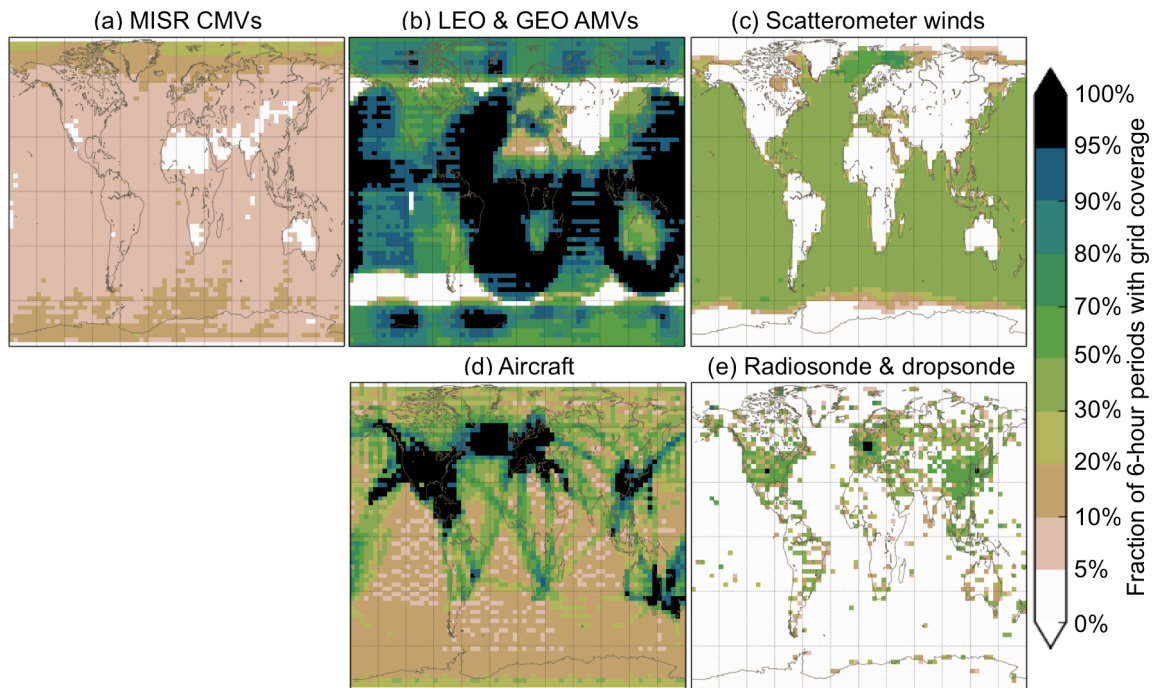 (a) MISR CMVs
(b) LEO & GEO AMVs
(c) Scatterometer winds
(d) Aircraft
(e) Radiosonde & dropsonde
100%
95%
90%
80%
70%
50%
30%
20%
10%
5%
0%
Fraction of 6-hour periods with grid coverage